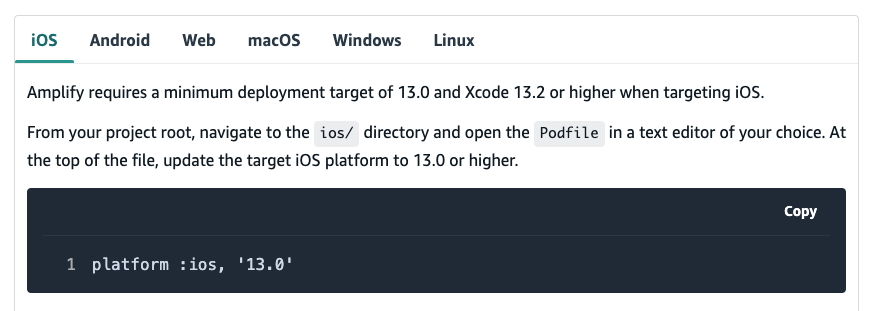 iOS Android Web macOS Windows Linux
Amplify requires a minimum deployment target of 13.0 and Xcode 13.2 or higher when targeting iOS.
From your project root, navigate to the ios/ directory and open the Podfile in a text editor of your choice. At
the top of the file, update the target iOS platform to 13.0 or higher.
Copy
1 platform :ios, '13.0'